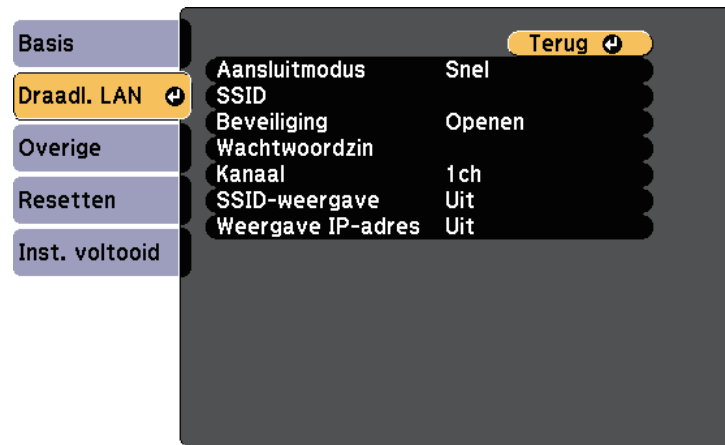 Basis
Draadl. LAN
Overige
Resetten
Inst. voltooid
Terug
Aansluitmodus Snel
SSID
Beveiliging Openen
Wachtwoordzin
Kanaal 1ch
SSID-weergave Uit
Weergave IP-adres Uit